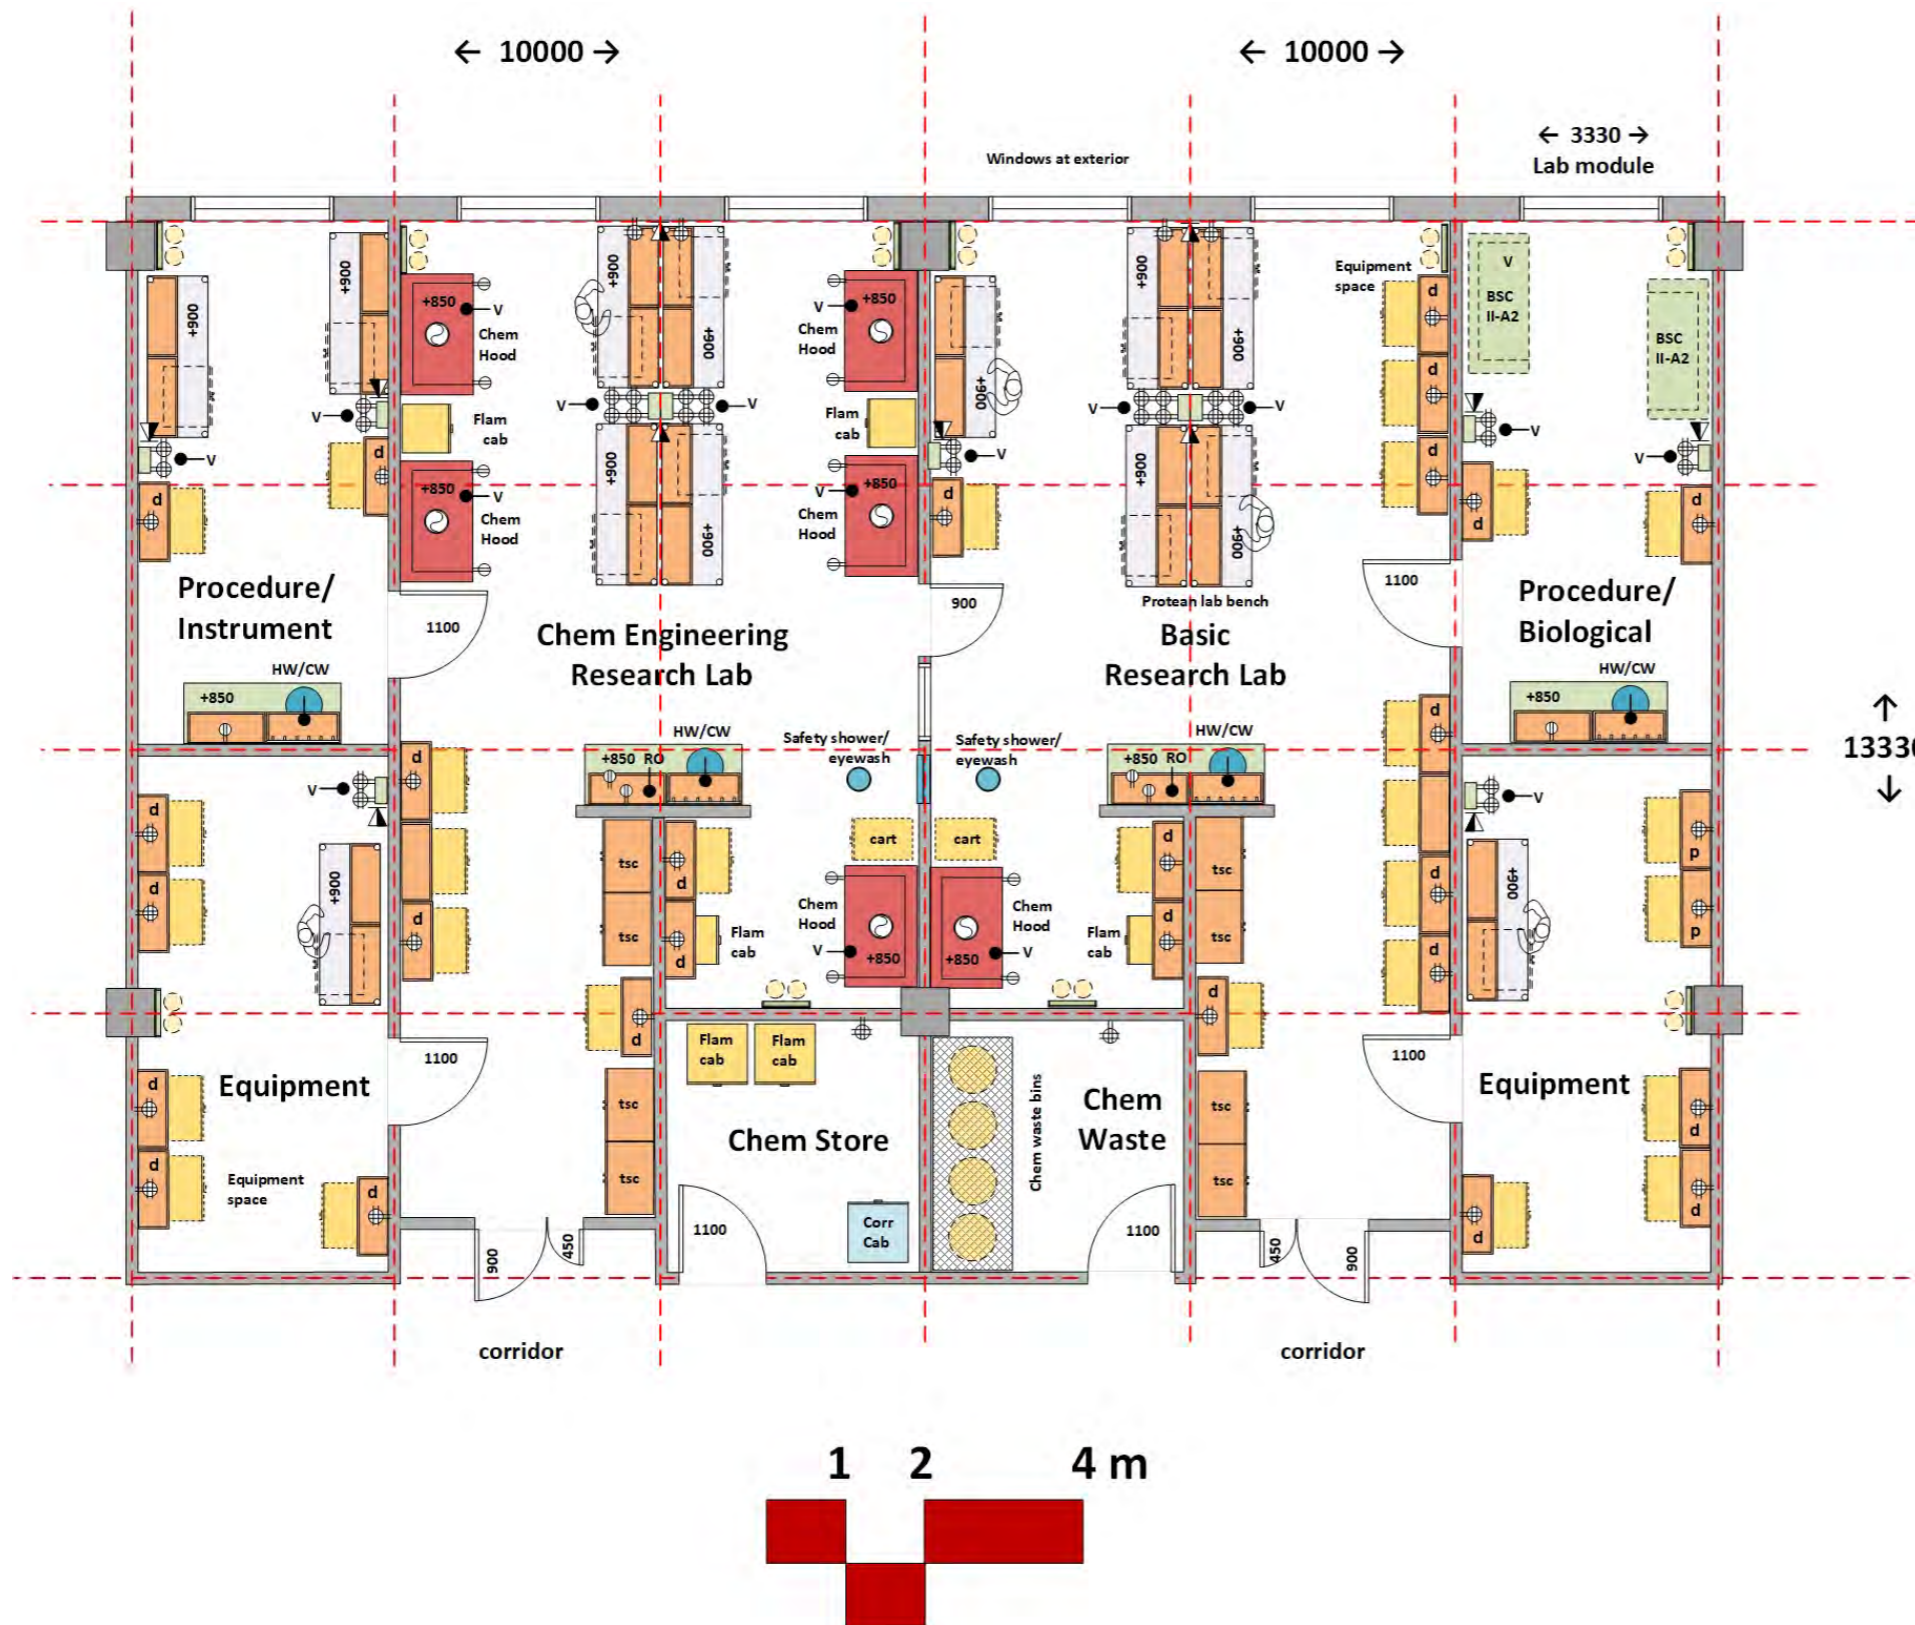 ← 10000 →
← 10000 →
← 3330 →
Lab module
Windows at exterior
+900
+900
+850
V
Chem
Hood
+900
+900
V
+850
Chem
Hood
+900
+900
+900
Equipment
space
d
d
d
V
BSC
II-A2
BSC
II-A2
V
V
d
Flam
cab
V
V
Flam
cab
V
V
V
V
V
d
+850
V
Chem
Hood
+900
+900
V
+850
Chem
Hood
d
+900
+900
d
d
Procedure/
Instrument
1100
Chem Engineering
Research Lab
900
Protean lab bench
Basic
Research Lab
1100
Procedure/
Biological
HW/CW
+850
HW/CW
+850
d
HW/CW
+850 RO
Safety shower/
eyewash
Safety shower/
eyewash
HW/CW
+850 RO
d
↑
1333
↓
V
V
d
d
+900
d
tsc
tsc
d
d
cart
cart
Flam
cab
Chem
Hood
V
+850
Chem
Hood
V
+850
Flam
cab
d
d
tsc
tsc
d
d
+900
p
p
d
d
Equipment
d
d
Equipment
space
d
1100
tsc
tsc
Flam
cab
Flam
cab
Chem Store
Corr
Cab
1100
Chem waste bins
Chem
Waste
1100
tsc
tsc
1100
Equipment
d
d
d
900
450
450
900
corridor
corridor
1 2 4 m